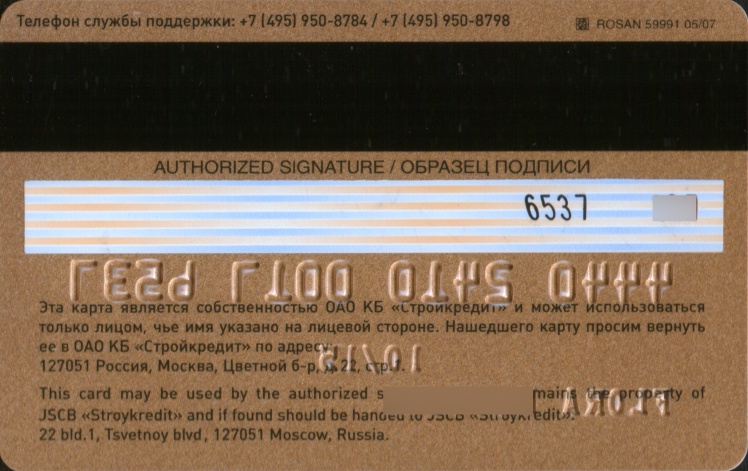 Телефон службы поддержки: +7 (495) 950-8784 / +7 (495) 950-8798
ROSAN 59991 05/07
AUTHORIZED SIGNATURE / ОБРАЗЕЦ ПОДПИСИ
6537
Эта карта является собственностью ОАО КБ «Стройкредит» и может использоваться
только лицом, чье имя указано на лицевой стороне. Нашедшего карту просим вернуть
ее в ОАО КБ «Стройкредит» по адресу:
127051 Россия, Москва, Цветной б-р, д. 22, стр.1.
This card may be used by the authorized the property of
JSCB «Stroykredit» and if found should be handed to JSCB «Stroykredit».
22 bld.1, Tsvetnoy blvd, 127051 Moscow, Russia.